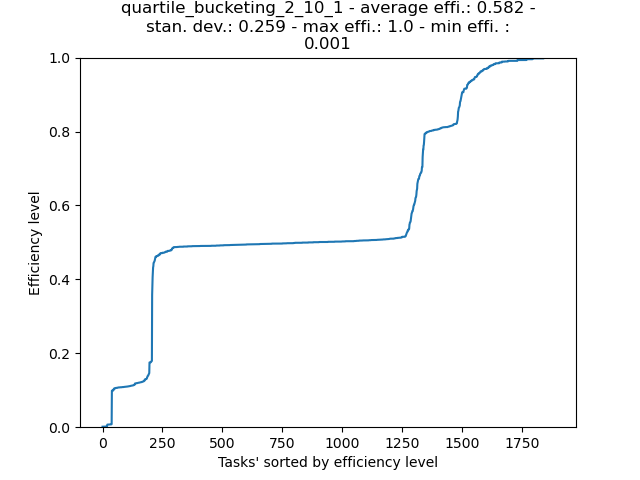 quartile_bucketing_2_10_1 - average effi.: 0.582 -
stan. dev.: 0.259 - max effi.: 1.0 - min effi. :
0.001
1.0
0.8
0.6
0.4
0.2
0.0
Efficiency level
0 250 500 750 1000 1250 1500 1750
Tasks' sorted by efficiency level